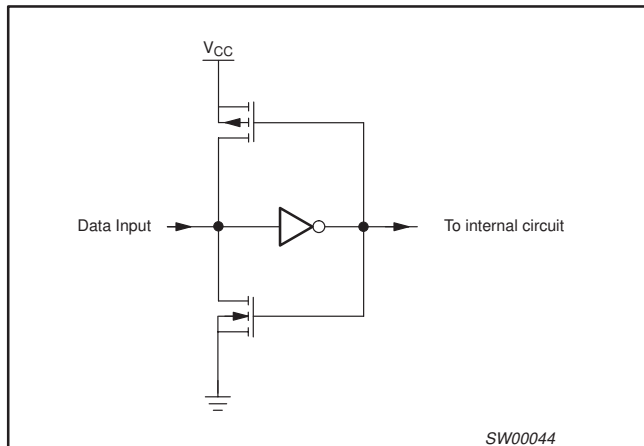 VCC
Data Input
To internal circuit
SW00044